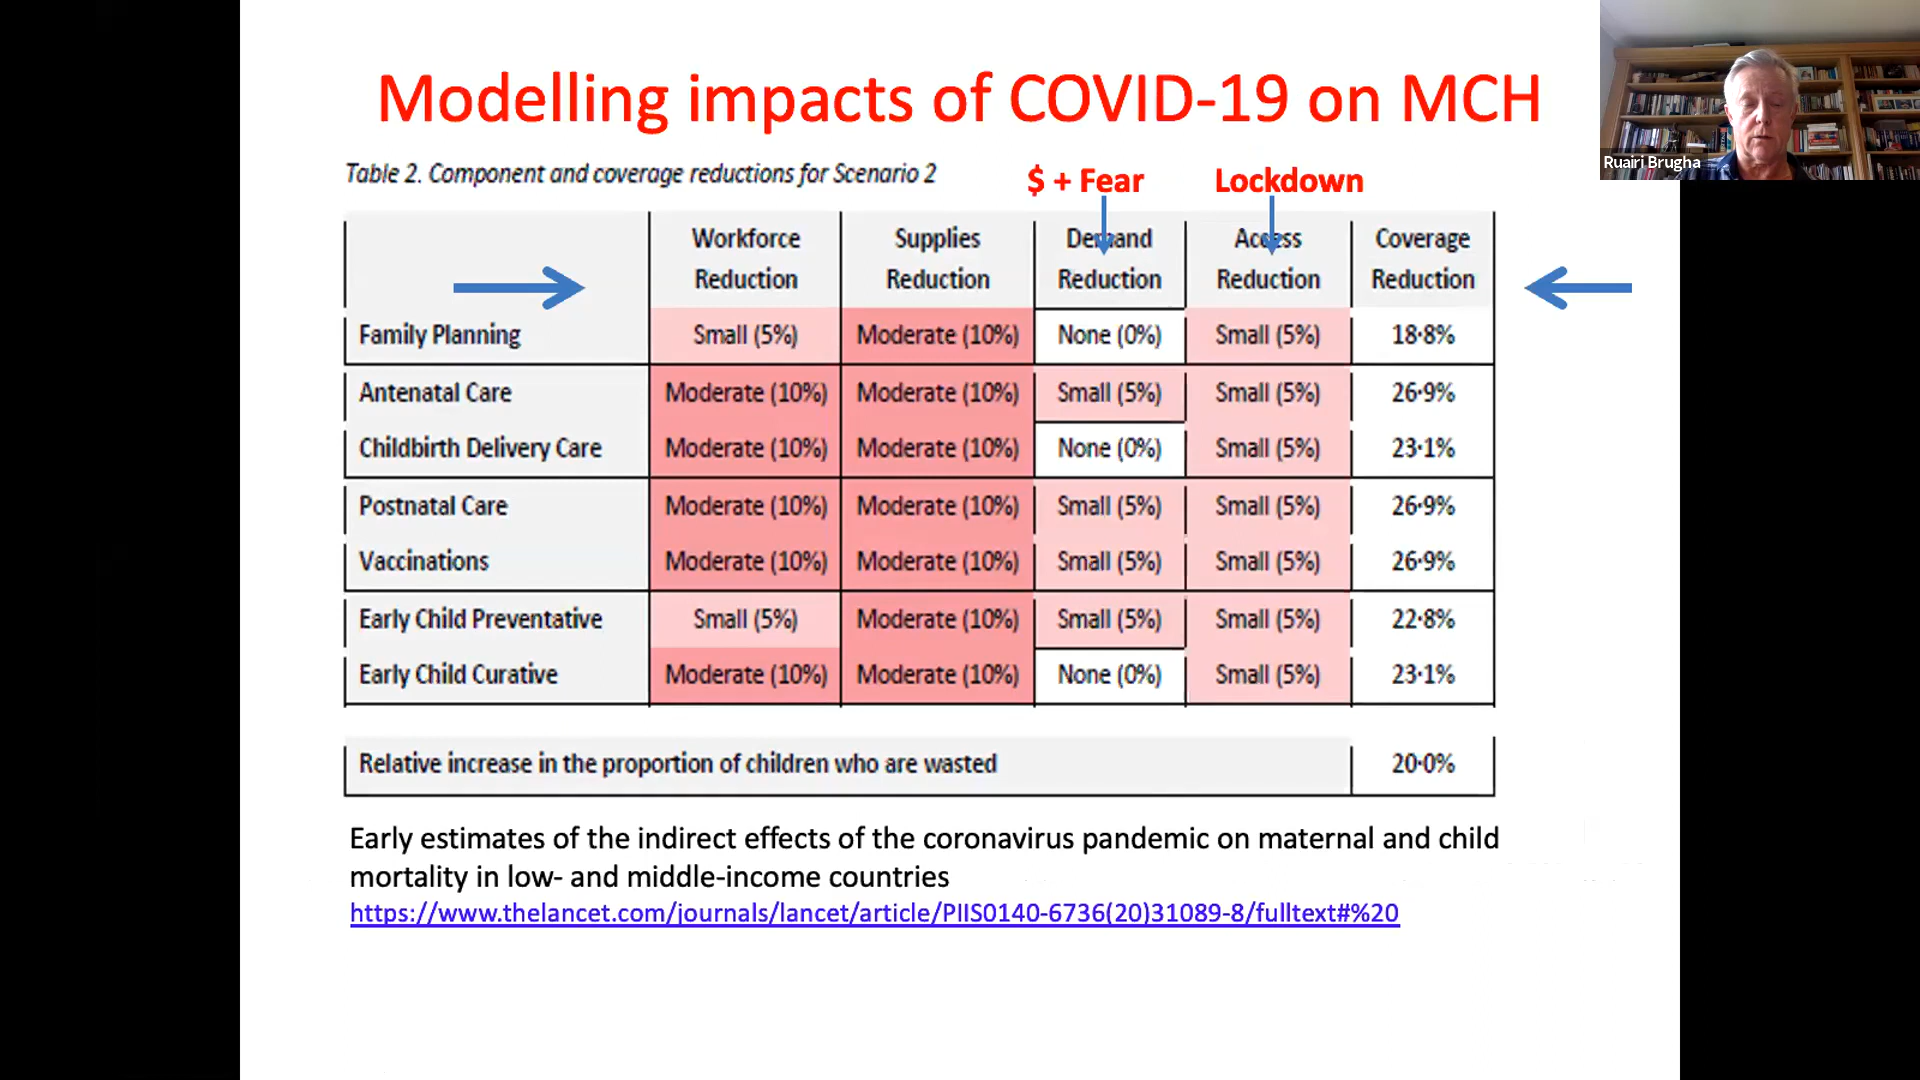 Modelling impacts of COVID-19 on MCH
Ruairi Brugha
Table 2. Component and coverage reductions for Scenario 2
$ + Fear Lockdown
Workforce Supplies Demand Access Coverage
Reduction Reduction Reduction Reduction Reduction
Family Planning Small (5%) Moderate (10%) None (0%) Small (5%) 18·8%
Antenatal Care Moderate (10%) Moderate (10%) Small (5%) Small (5%) 26·9%
Childbirth Delivery Care Moderate (10%) Moderate (10%) None (0%) Small (5%) 23·1%
Postnatal Care Moderate (10%) Moderate (10%) Small (5%) Small (5%) 26·9%
Vaccinations Moderate (10%) Moderate (10%) Small (5%) Small (5%) 26·9%
Early Child Preventative Small (5%) Moderate (10%) Small (5%) Small (5%) 22·8%
Early Child Curative Moderate (10%) Moderate (10%) None (0%) Small (5%) 23·1%
Relative increase in the proportion of children who are wasted 20·0%
Early estimates of the indirect effects of the coronavirus pandemic on maternal and child
mortality in low- and middle-income countries
https://www.thelancet.com/journals/lancet/article/PIIS0140-6736(20)31089-8/fulltext#%20